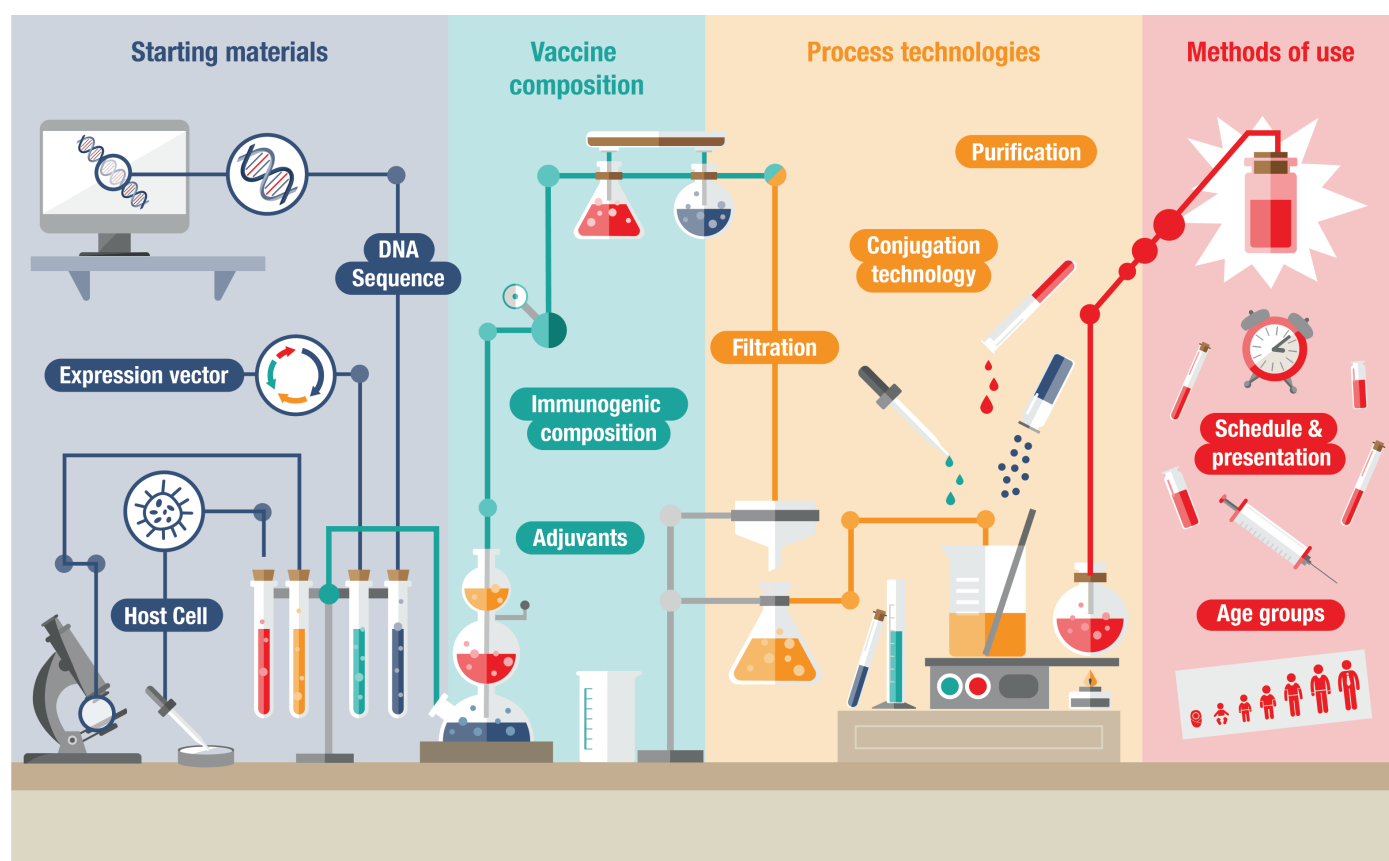 Starting materials
DNA
Sequence
Expression vector
Host Cell
Vaccine
composition
Immunogenic
composition
Adjuvants
Process technologies
Purification
Conjugation
technology
Filtration
Methods of use
Schedule &
presentation
Age groups